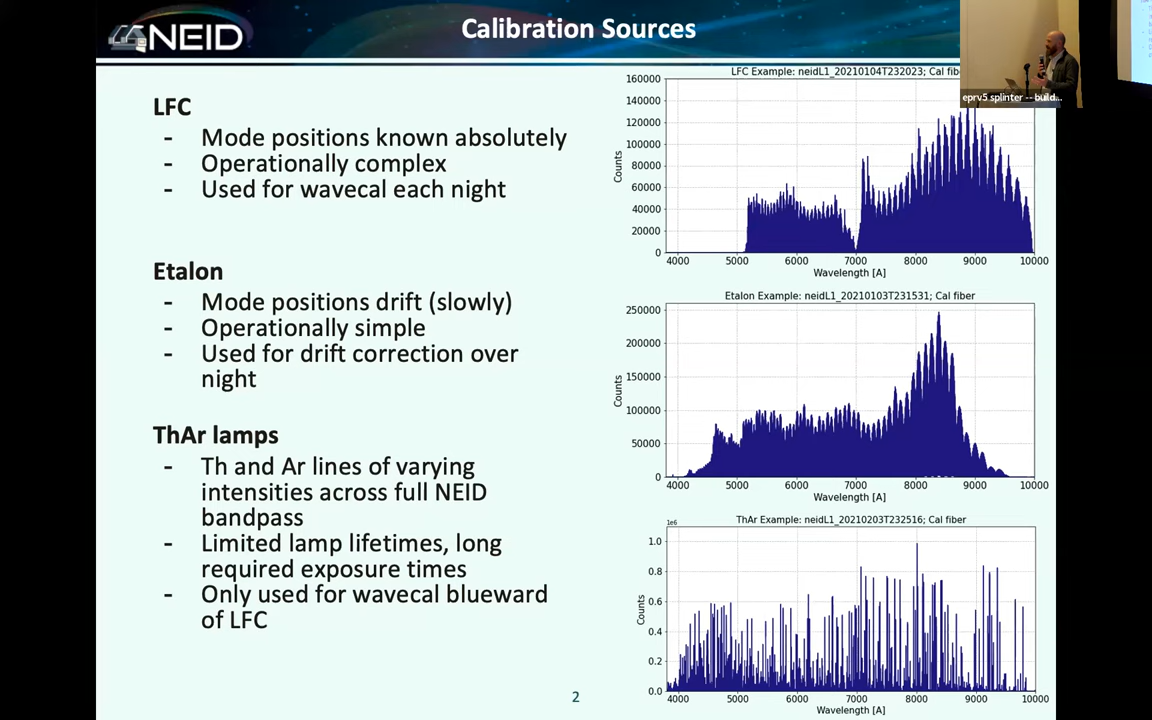 NEID
Calibration Sources
eprv5 splinter -- build...
LFC
- Mode positions known absolutely
- Operationally complex
- Used for wavecal each night
Etalon
- Mode positions drift (slowly)
- Operationally simple
- Used for drift correction over
night
ThAr lamps
- Th and Ar lines of varying
intensities across full NEID
bandpass
- Limited lamp lifetimes, long
required exposure times
- Only used for wavecal blueward
of LFC
2
LFC Example: neidL1_20210104T232023; Cal fib
160000
140000
120000
100000
80000
60000
40000
20000
0
Counts
4000 5000 6000 7000 8000 9000 10000
Wavelength [A]
Etalon Example: neidL1_20210103T231531; Cal fiber
250000
200000
150000
100000
50000
0
Counts
4000 5000 6000 7000 8000 9000 10000
Wavelength [A]
ThAr Example: neidL1_20210203T232516; Cal fiber
1e6
1.0
0.8
0.6
0.4
0.2
0.0
Counts
4000 5000 6000 7000 8000 9000 10000
Wavelength [A]